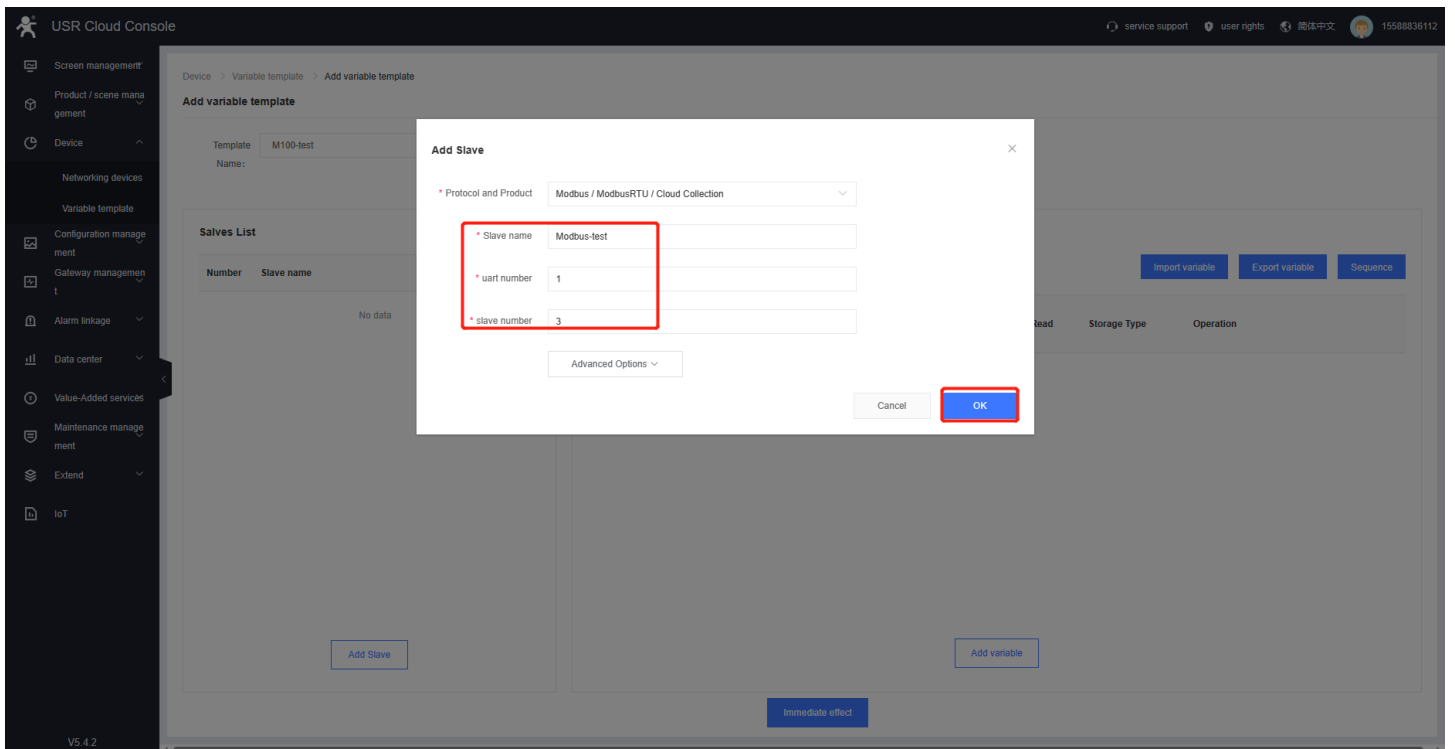 USR Cloud Console
service support
user rights
简体中文
15588836112
Screen management
Product / scene mana
gement
Device
Networking devices
Variable template
Configuration manage
ment
Gateway managemen
t
Alarm linkage
Data center
Value-Added services
Maintenance manage
ment
Extend
IoT
V5.4.2
Device > Variable template > Add variable template
Add variable template
Template
Name:
M100-test
Salves List
Number Slave name
No data
Add Slave
Import variable
Export variable
Sequence
Read Storage Type Operation
Add variable
Immediate effect
Add Slave
* Protocol and Product Modbus / ModbusRTU / Cloud Collection
* Slave name Modbus-test
* uart number 1
* slave number 3
Advanced Options
Cancel
OK